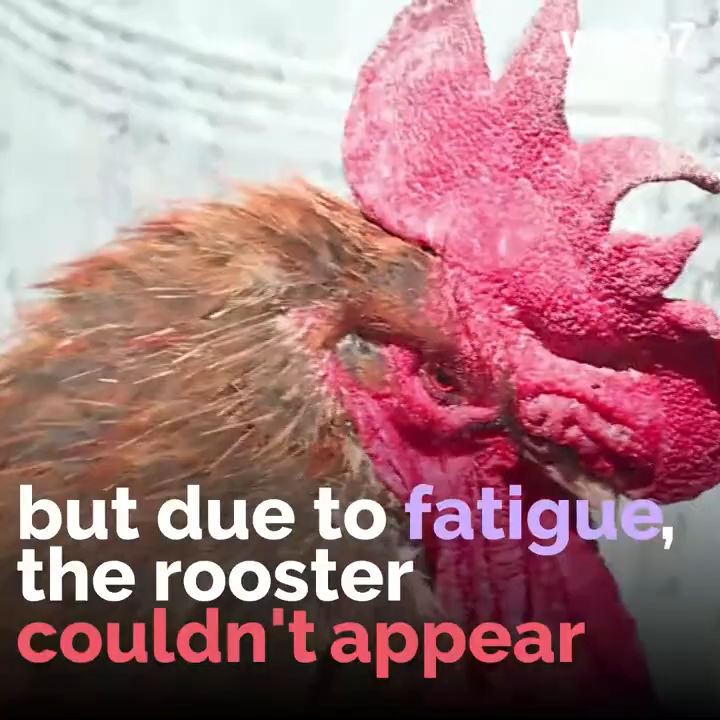 but due to fatigue,
the rooster
couldn't appear